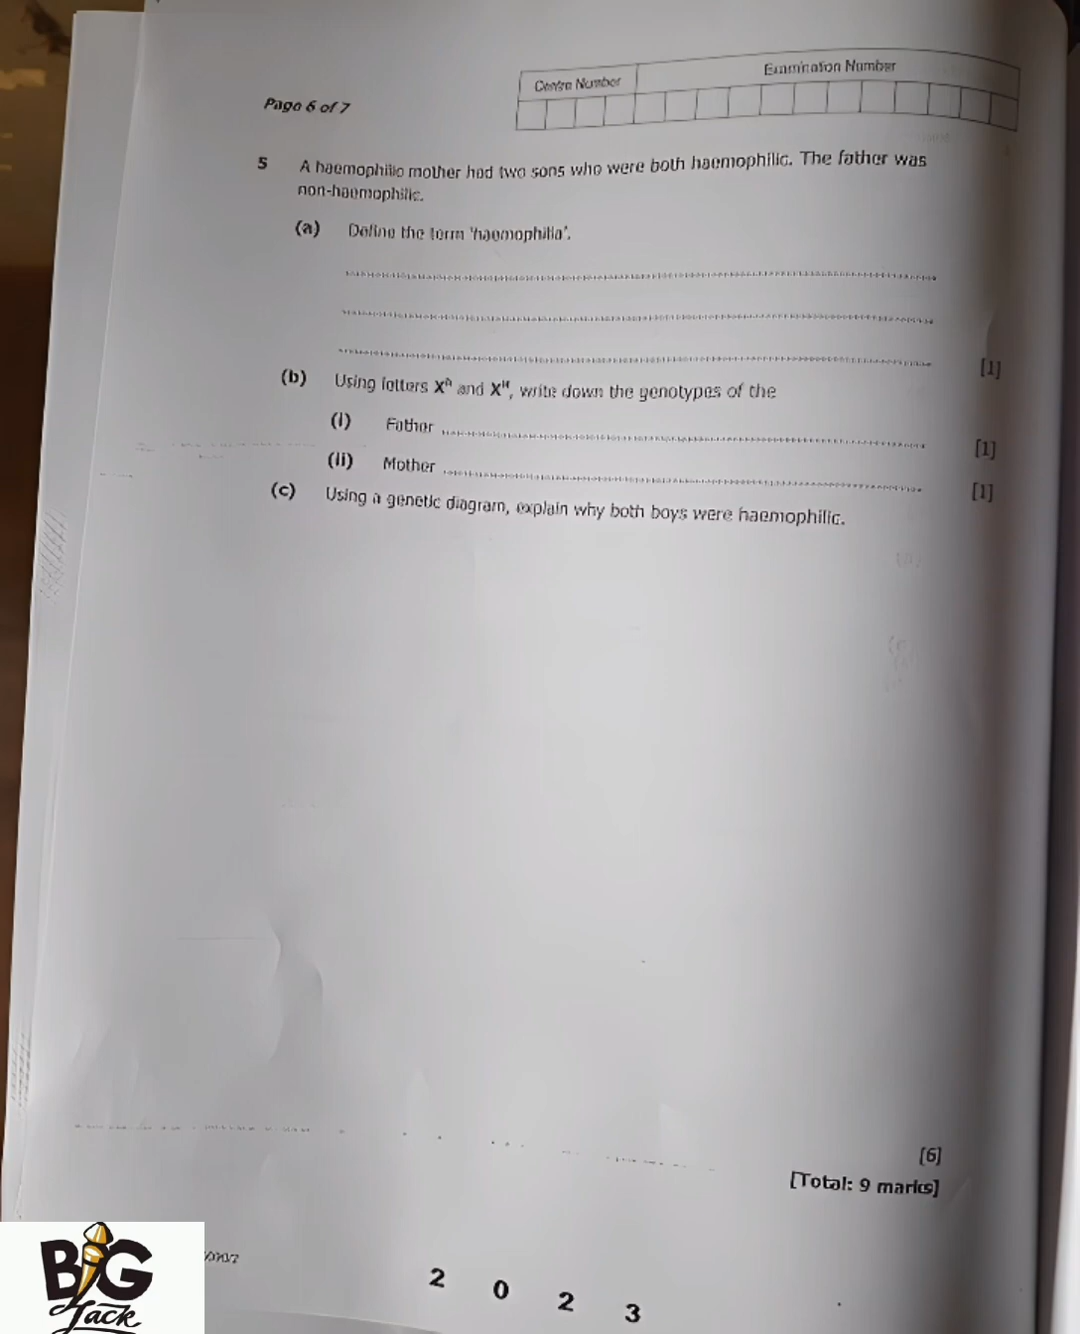 Centre Number
Examination Number
Page 6 of 7
5 A haemophilic mother had two sons who were both haemophilic. The father was
non-haemophilic.
(a) Define the term 'haemophilia'.
[1]
(b) Using letters Xʰ and Xᴴ, write down the genotypes of the
(i) Father
[1]
(ii) Mother
[1]
(c) Using a genetic diagram, explain why both boys were haemophilic.
[6]
[Total: 9 marks]
2 0 2 3
BIG
Jack